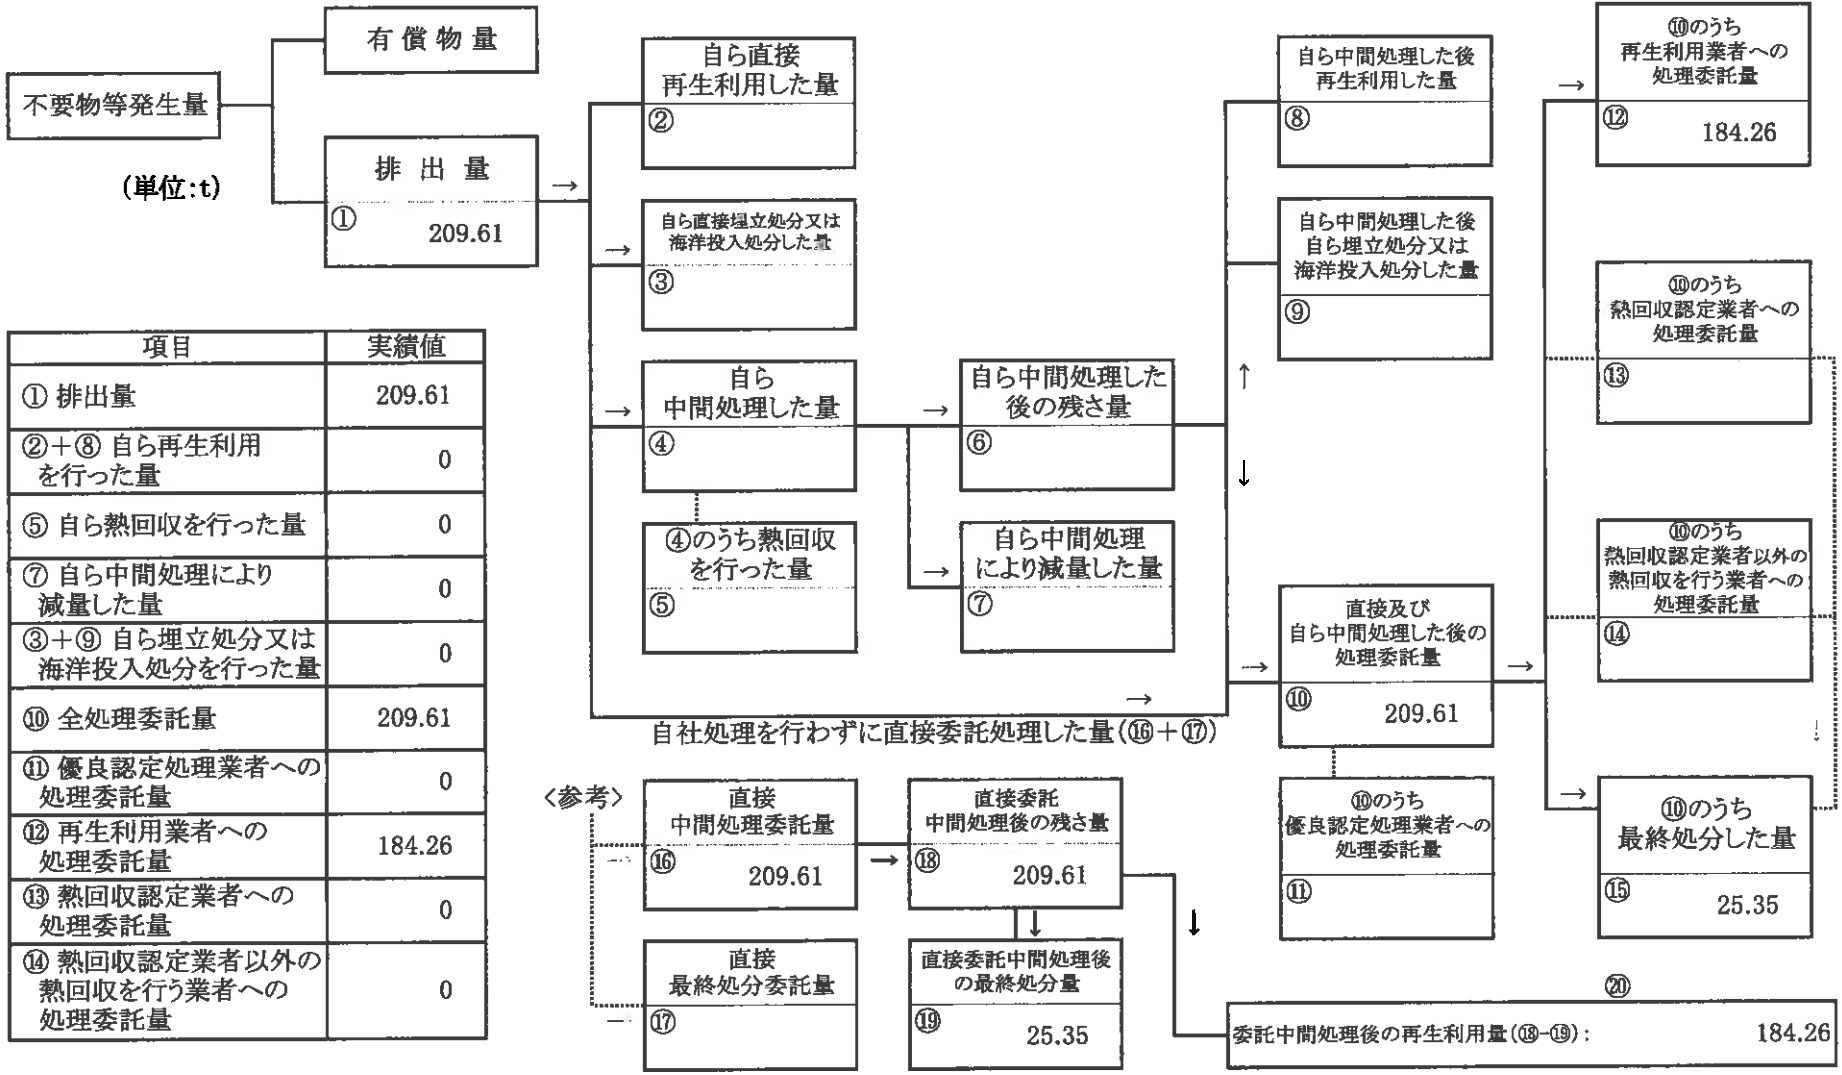 有償物量
不要物等発生量
(単位:t)
排出量
①
209.61
→
自ら直接
再生利用した量
②
→
自ら直接埋立処分又は
海洋投入処分した量
③
→
自ら
中間処理した量
④
④のうち熱回収
を行った量
⑤
→
自ら中間処理した
後の残さ量
⑥
→
自ら中間処理
により減量した量
⑦
↑
↓
自ら中間処理した後
再生利用した量
⑧
自ら中間処理した後
自ら埋立処分又は
海洋投入処分した量
⑨
→
自社処理を行わずに直接委託処理した量(⑯+⑰)
→
直接及び
自ら中間処理した後の
処理委託量
⑩
209.61
→
⑩のうち
優良認定処理業者への
処理委託量
⑪
→
⑩のうち
再生利用業者への
処理委託量
⑫
184.26
⑩のうち
熱回収認定業者への
処理委託量
⑬
⑩のうち
熱回収認定業者以外の
熱回収を行う業者への
処理委託量
⑭
↓
→
⑩のうち
最終処分した量
⑮
25.35
項目 実績値
① 排出量 209.61
②+⑧ 自ら再生利用
を行った量 0
⑤ 自ら熱回収を行った量 0
⑦ 自ら中間処理により
減量した量 0
③+⑨ 自ら埋立処分又は
海洋投入処分を行った量 0
⑩ 全処理委託量 209.61
⑪ 優良認定処理業者への
処理委託量 0
⑫ 再生利用業者への
処理委託量 184.26
⑬ 熱回収認定業者への
処理委託量 0
⑭ 熱回収認定業者以外の
熱回収を行う業者への
処理委託量 0
<参考>
→
直接
中間処理委託量
⑯
209.61
→
直接委託
中間処理後の残さ量
⑱
209.61
↓
↓
→
直接
最終処分委託量
⑰
直接委託中間処理後
の最終処分量
⑲
25.35
⑳
委託中間処理後の再生利用量(⑱-⑲): 184.26